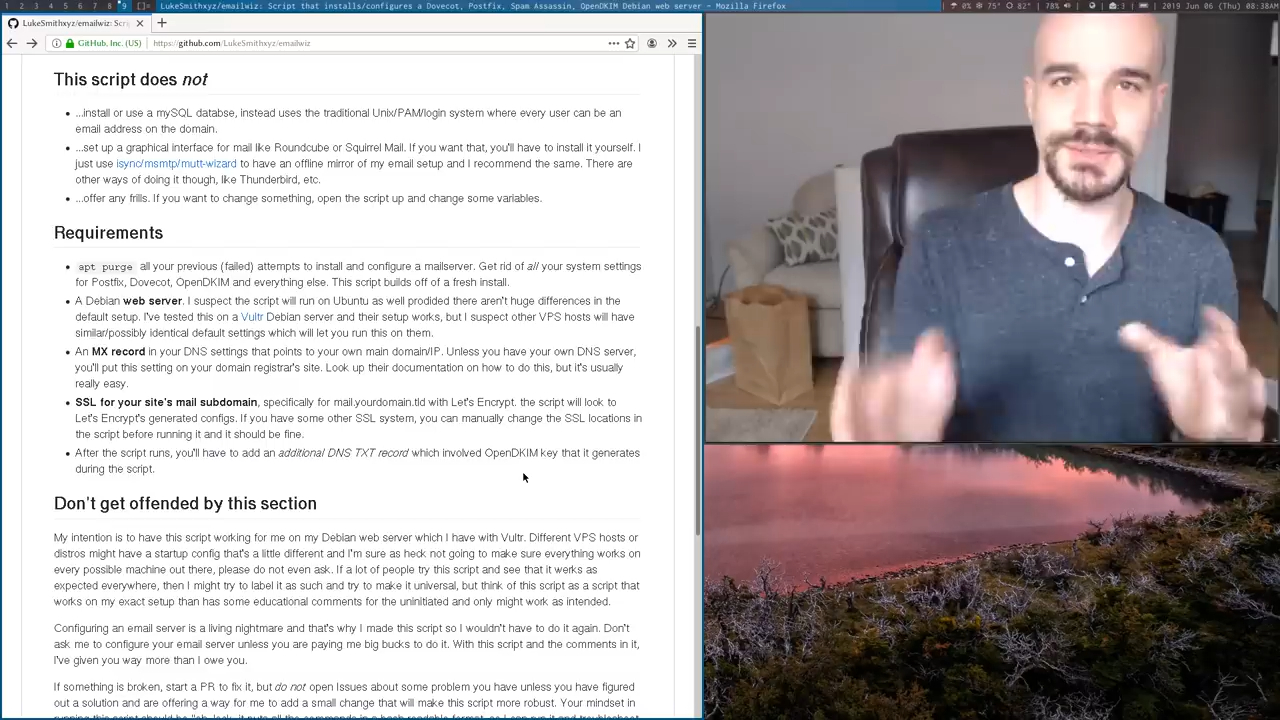 1 2 3 4 5 6 7 8 9 []= LukeSmithxyz/emailwiz: Script that installs/configures a Dovecot, Postfix, Spam Assassin, OpenDKIM Debian web server - Mozilla Firefox 0% 75° 82° 78% :3 2019 Jun 06 (Thu) 08:38AM
LukeSmithxyz/emailwiz: Scri
GitHub, Inc. (US) https://github.com/LukeSmithxyz/emailwiz
This script does not
...install or use a mySQL databse, instead uses the traditional Unix/PAM/login system where every user can be an
email address on the domain.
...set up a graphical interface for mail like Roundcube or Squirrel Mail. If you want that, you'll have to install it yourself. I
just use isync/msmtp/mutt-wizard to have an offline mirror of my email setup and I recommend the same. There are
other ways of doing it though, like Thunderbird, etc.
...offer any frills. If you want to change something, open the script up and change some variables.
Requirements
apt purge all your previous (failed) attempts to install and configure a mailserver. Get rid of all your system settings
for Postfix, Dovecot, OpenDKIM and everything else. This script builds off of a fresh install.
A Debian web server. I suspect the script will run on Ubuntu as well prodided there aren't huge differences in the
default setup. I've tested this on a Vultr Debian server and their setup works, but I suspect other VPS hosts will have
similar/possibly identical default settings which will let you run this on them.
An MX record in your DNS settings that points to your own main domain/IP. Unless you have your own DNS server,
you'll put this setting on your domain registrar's site. Look up their documentation on how to do this, but it's usually
really easy.
SSL for your site's mail subdomain, specifically for mail.yourdomain.tld with Let's Encrypt. the script will look to
Let's Encrypt's generated configs. If you have some other SSL system, you can manually change the SSL locations in
the script before running it and it should be fine.
After the script runs, you'll have to add an additional DNS TXT record which involved OpenDKIM key that it generates
during the script.
Don't get offended by this section
My intention is to have this script working for me on my Debian web server which I have with Vultr. Different VPS hosts or
distros might have a startup config that's a little different and I'm sure as heck not going to make sure everything works on
every possible machine out there, please do not even ask. If a lot of people try this script and see that it works as
expected everywhere, then I might try to label it as such and try to make it universal, but think of this script as a script that
works on my exact setup than has some educational comments for the uninitiated and only might work as intended.
Configuring an email server is a living nightmare and that's why I made this script so I wouldn't have to do it again. Don't
ask me to configure your email server unless you are paying me big bucks to do it. With this script and the comments in it,
I've given you way more than I owe you.
If something is broken, start a PR to fix it, but do not open Issues about some problem you have unless you have figured
out a solution and are offering a way for me to add a small change that will make this script more robust. Your mindset in